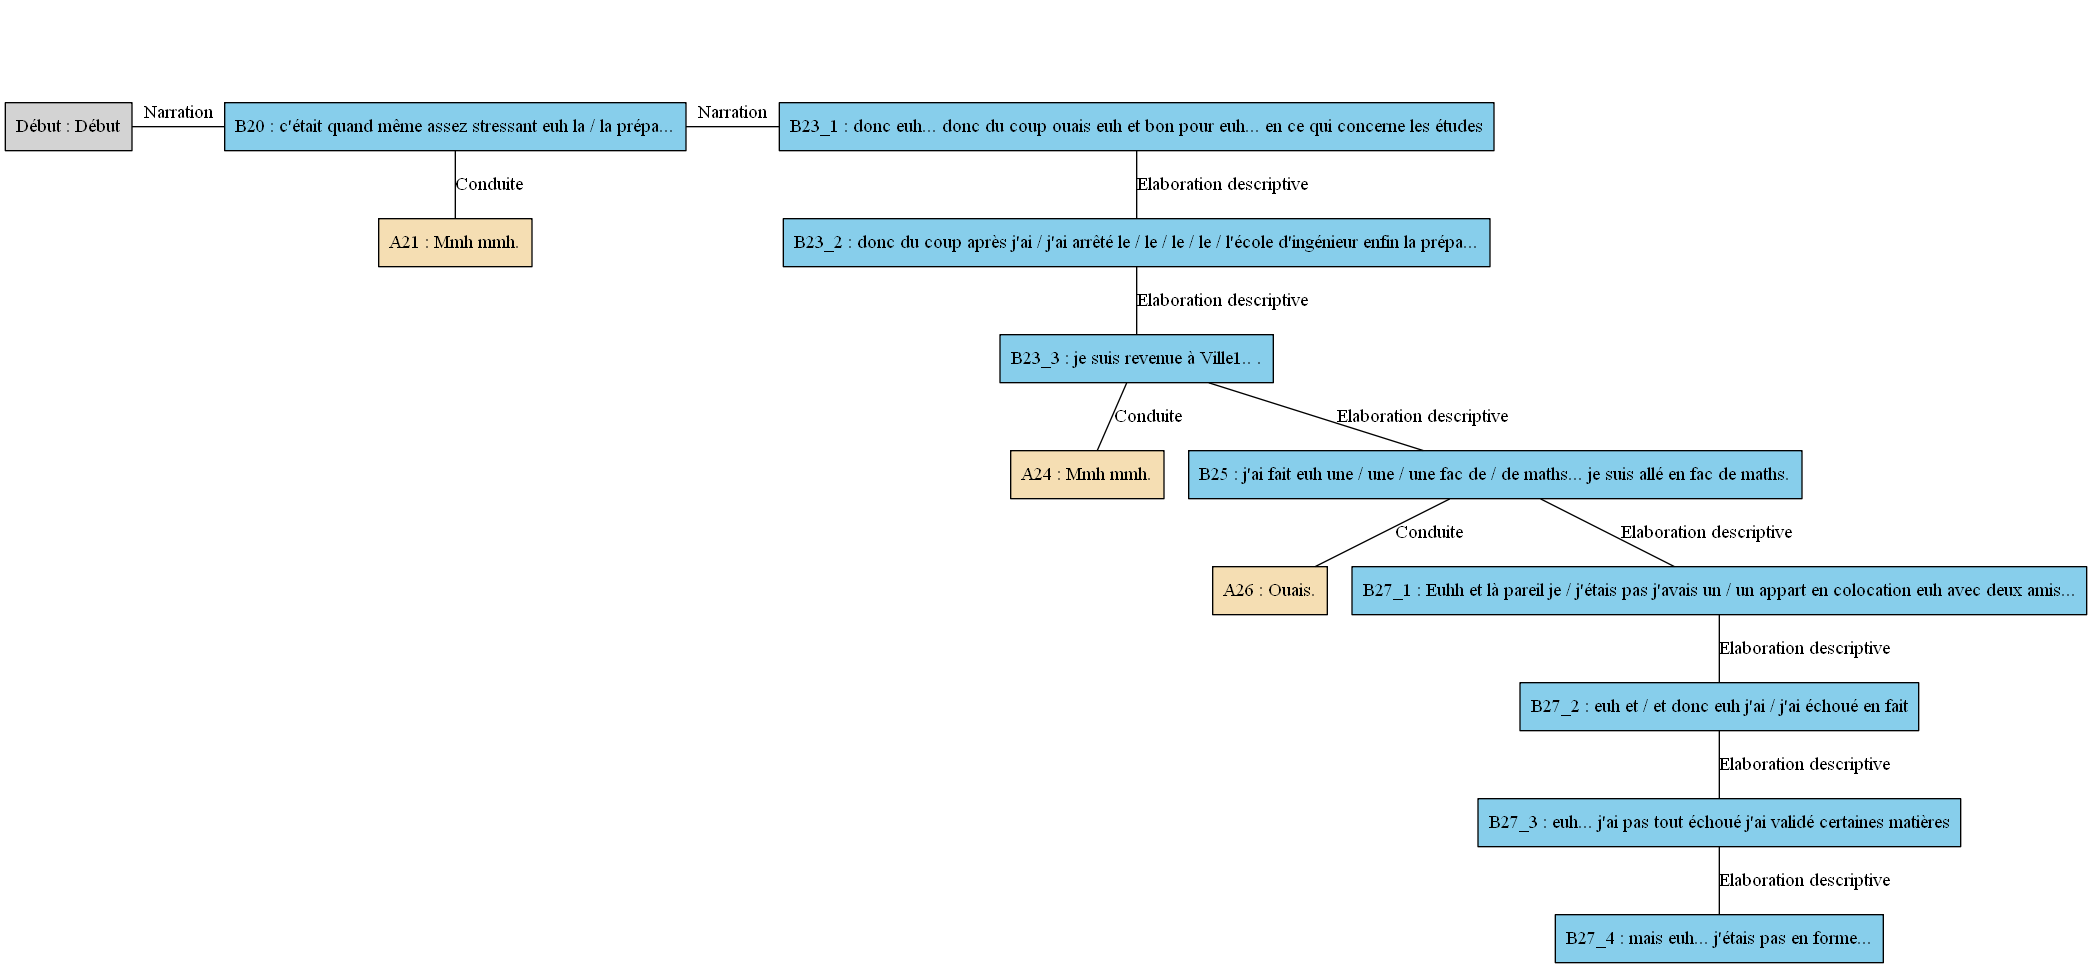 Début : Début
Narration
B20 : c'était quand même assez stressant euh la / la prépa...
Narration
B23_1 : donc euh... donc du coup ouais euh et bon pour euh... en ce qui concerne les études
Conduite
Elaboration descriptive
A21 : Mmh mmh.
B23_2 : donc du coup après j'ai / j'ai arrêté le / le / le / le / l'école d'ingénieur enfin la prépa...
Elaboration descriptive
B23_3 : je suis revenue à Ville1.. .
Conduite
Elaboration descriptive
A24 : Mmh mmh.
B25 : j'ai fait euh une / une / une fac de / de maths... je suis allé en fac de maths.
Conduite
Elaboration descriptive
A26 : Ouais.
B27_1 : Euhh et là pareil je / j'étais pas j'avais un / un appart en colocation euh avec deux amis...
Elaboration descriptive
B27_2 : euh et / et donc euh j'ai / j'ai échoué en fait
Elaboration descriptive
B27_3 : euh... j'ai pas tout échoué j'ai validé certaines matières
Elaboration descriptive
B27_4 : mais euh... j'étais pas en forme...